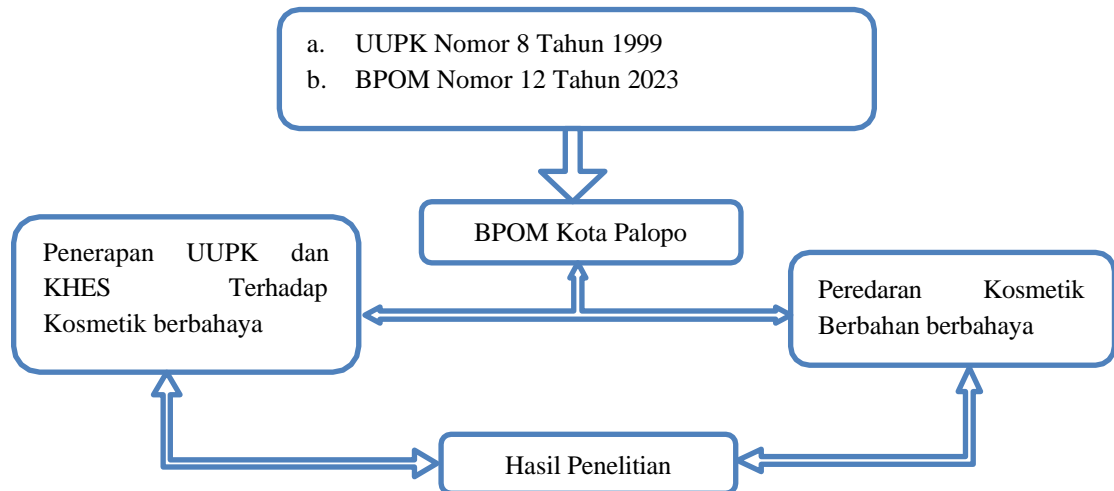 a. UUPK Nomor 8 Tahun 1999
b. BPOM Nomor 12 Tahun 2023
BPOM Kota Palopo
Penerapan UUPK dan
KHES Terhadap
Kosmetik berbahaya
Peredaran Kosmetik
Berbahan berbahaya
Hasil Penelitian